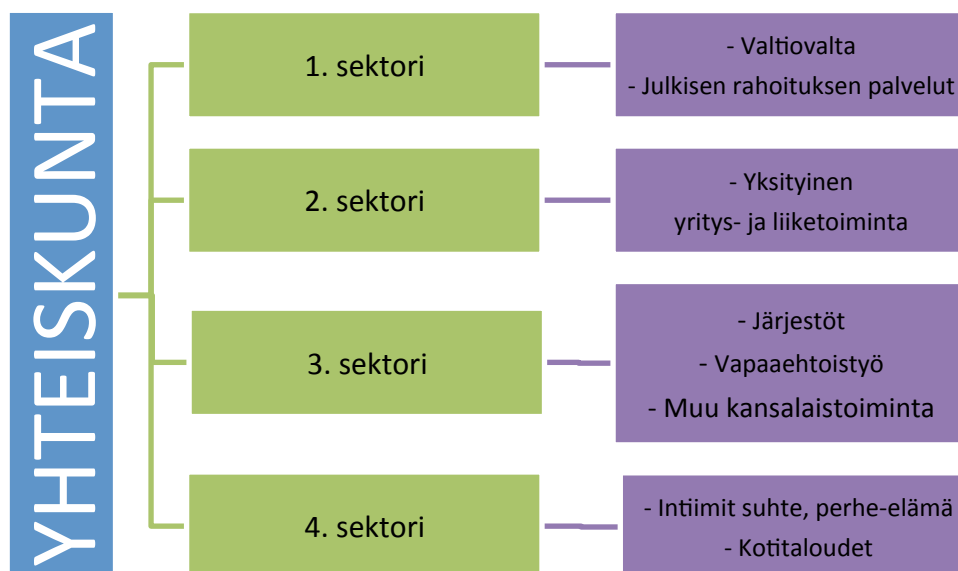 YHTEISKUNTA
1. sektori
- Valtiovalta
- Julkisen rahoituksen palvelut
2. sektori
- Yksityinen
yritys- ja liiketoiminta
3. sektori
- Järjestöt
- Vapaaehtoistyö
- Muu kansalaistoiminta
4. sektori
- Intiimit suhte, perhe-elämä
- Kotitaloudet